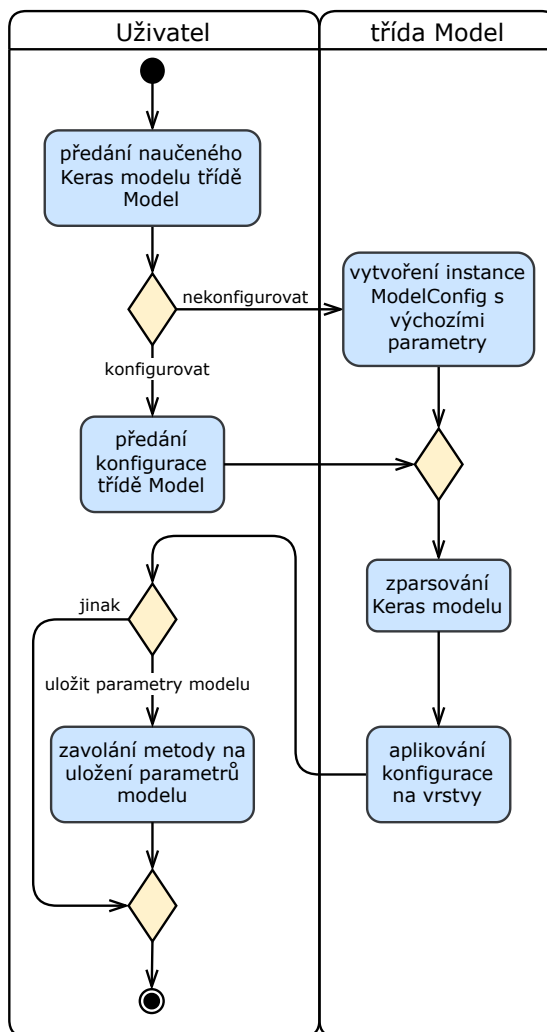 Uživatel
třída Model
předání naučeného
Keras modelu třídě
Model
nekonfigurovat
vytvoření instance
ModelConfig s
výchozími
parametry
konfigurovat
předání
konfigurace
třídě Model
zparsování
Keras modelu
jinak
uložit parametry modelu
zavolání metody na
uložení parametrů
modelu
aplikování
konfigurace
na vrstvy